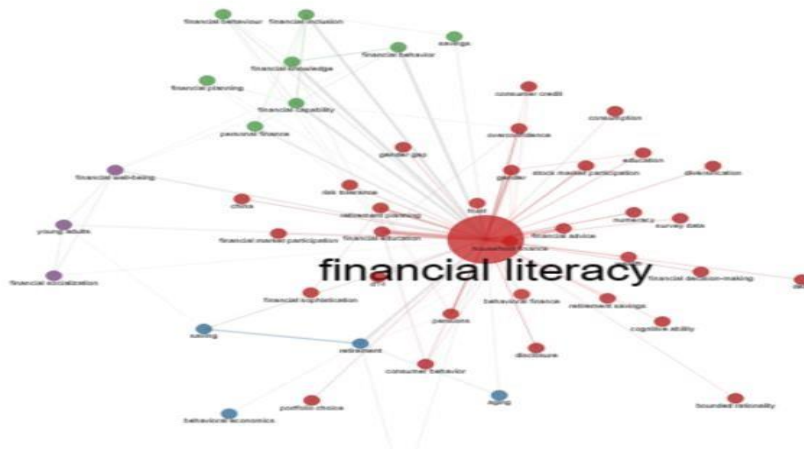 financial behaviour
financial inclusion
savings
financial behavior
financial knowledge
financial planning
consumer credit
financial capability
consumption
personal finance
overconfidence
gender gap
education
stock market participation
diversification
financial well-being
gender
risk tolerance
china
trust
retirement planning
numeracy
survey data
young adults
financial market participation
financial education
financial advice
household finance
financial literacy
financial socialization
financial decision-making
financial sophistication
behavioral finance
retirement savings
pensions
cognitive ability
saving
retirement
disclosure
consumer behavior
aging
bounded rationality
portfolio choice
behavioral economics